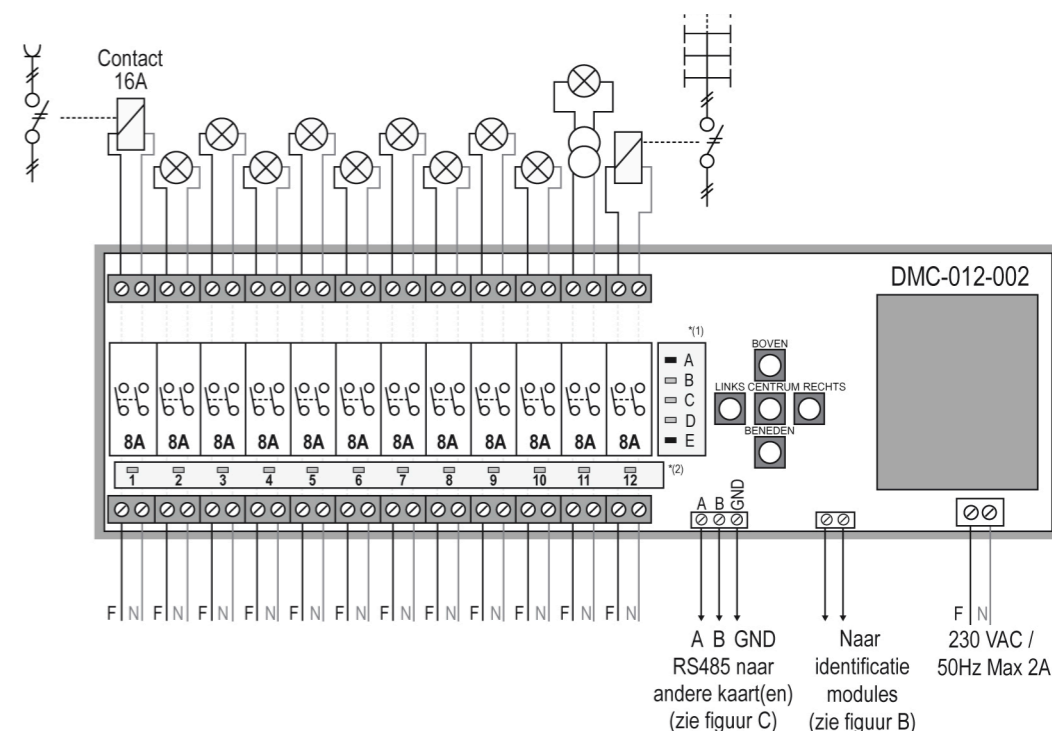 Contact
16A
DMC-012-002
*(1)
A
B
C
D
E
BOVEN
LINKS CENTRUM RECHTS
BENEDEN
8A 8A 8A 8A 8A 8A 8A 8A 8A 8A 8A 8A
*(2)
1 2 3 4 5 6 7 8 9 10 11 12
A B GND
F N F N F N F N F N F N F N F N F N F N F N F N
F N
A B GND
RS485 naar
andere kaart(en)
(zie figuur C)
Naar
identificatie
modules
(zie figuur B)
230 VAC /
50Hz Max 2A